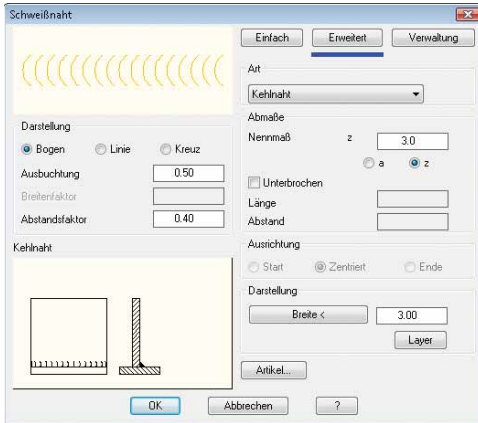 Schweißnaht
Einfach
Erweitert
Verwaltung
Art
Kehlnaht
Darstellung
Bogen
Linie
Kreuz
Ausbuchtung
0.50
Breitenfaktor
Abstandsfaktor
0.40
Abmaße
Nennmaß
z
3.0
a
z
Unterbrochen
Länge
Abstand
Kehlnaht
Ausrichtung
Start
Zentriert
Ende
Darstellung
Breite <
3.00
Layer
Artikel...
OK
Abbrechen
?